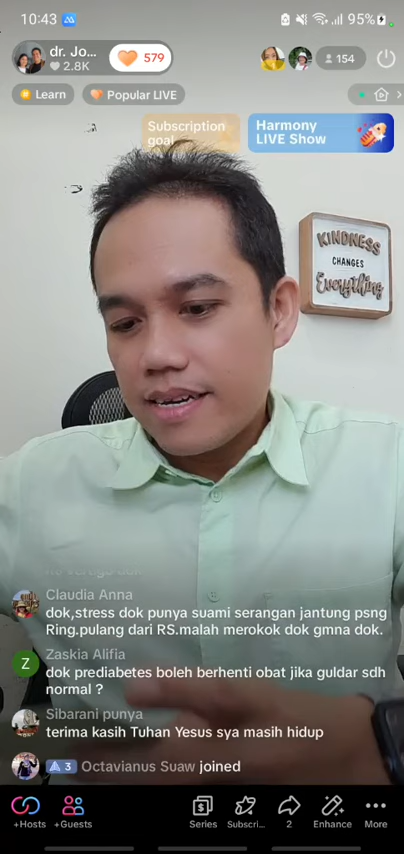 10:43
95%
dr. Jo...
2.8K
579
154
Learn
Popular LIVE
Subscription
goal
Harmony
LIVE Show
KINDNESS
CHANGES
Everything
Claudia Anna
dok,stress dok punya suami serangan jantung psng
Ring.pulang dari RS.malah merokok dok gmna dok.
Z
Zaskia Alifia
dok prediabetes boleh berhenti obat jika guldar sdh
normal ?
Sibarani punya
terima kasih Tuhan Yesus sya masih hidup
3 Octavianus Suaw joined
+Hosts
+Guests
Series
Subscri...
2
Enhance
More